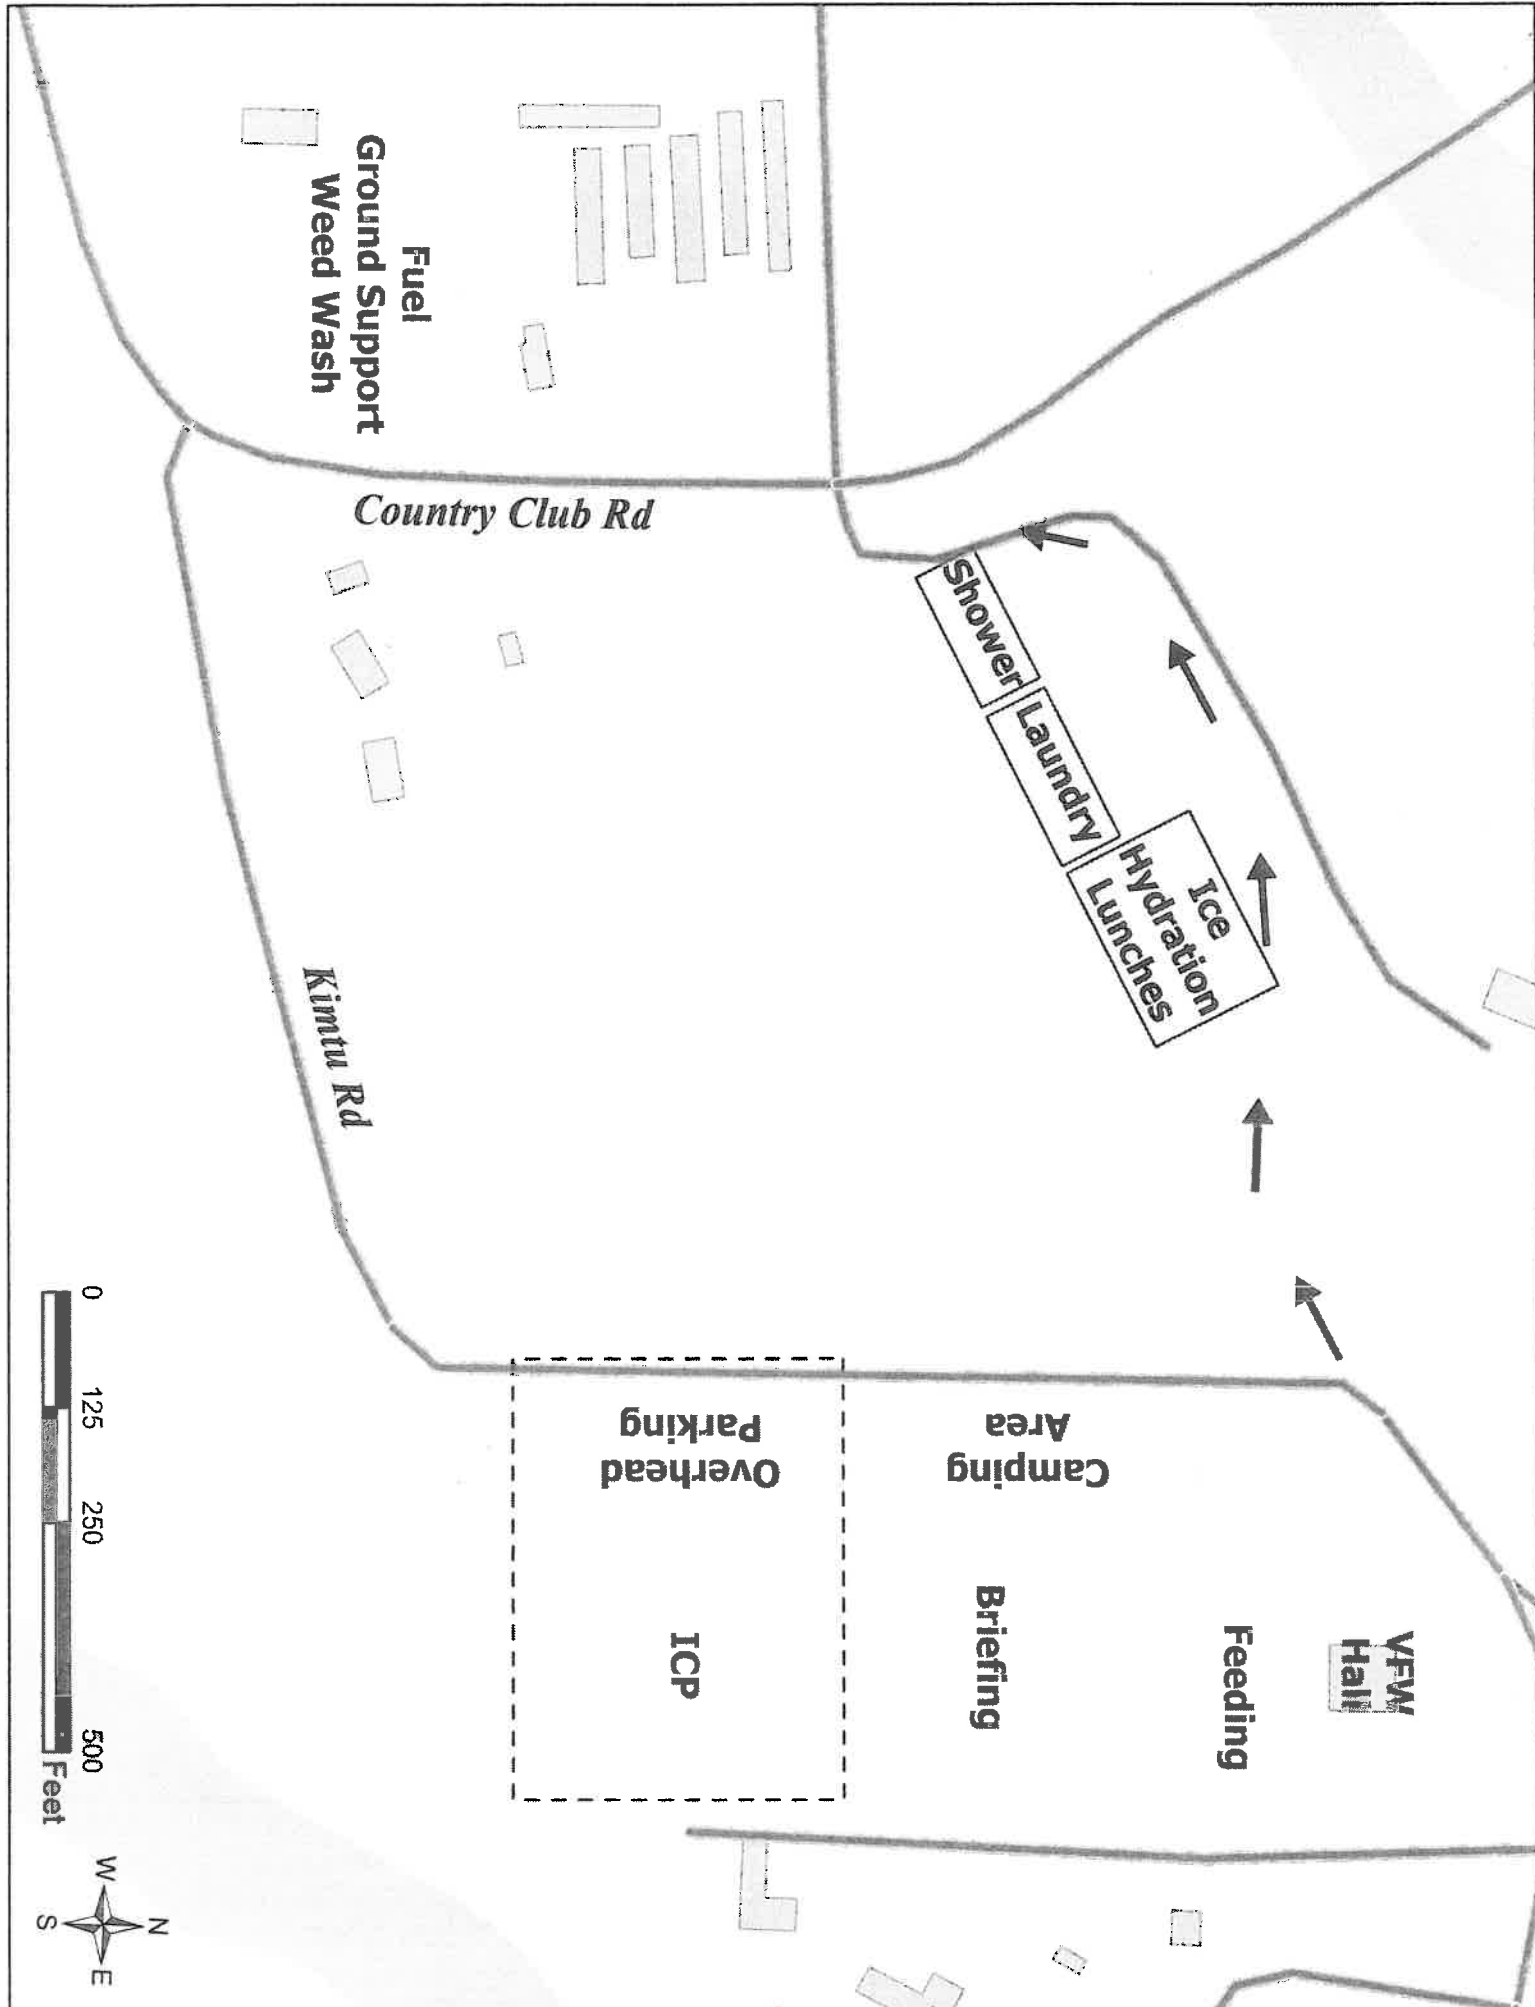 Fuel
Ground Support
Weed Wash
Country Club Rd
Shower
Laundry
Ice
Hydration
Lunches
Kimtu Rd
Camping
Area
Overhead
Parking
VFW
Hall
Feeding
Briefing
ICP
0 125 250 500
Feet
N
W E
S